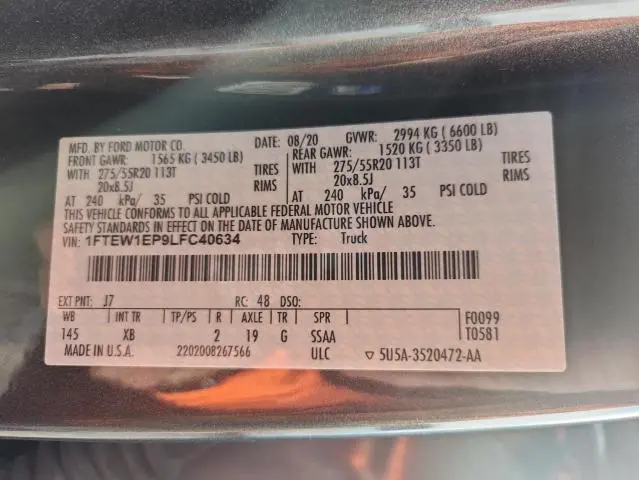 MFD. BY FORD MOTOR CO. DATE: 08/20 GVWR: 2994 KG ( 6600 LB)
FRONT GAWR: 1565 KG ( 3450 LB) REAR GAWR: 1520 KG ( 3350 LB)
WITH 275/55R20 113T TIRES WITH 275/55R20 113T TIRES
20x8.5J RIMS 20x8.5J RIMS
AT 240 kPa/ 35 PSI COLD AT 240 kPa/ 35 PSI COLD
THIS VEHICLE CONFORMS TO ALL APPLICABLE FEDERAL MOTOR VEHICLE
SAFETY STANDARDS IN EFFECT ON THE DATE OF MANUFACTURE SHOWN ABOVE.
VIN: 1FTEW1EP9LFC40634 TYPE: Truck
EXT PNT: J7 RC: 48 DSO:
WB INT TR TP/PS R AXLE TR SPR F0099
145 XB 2 19 G SSAA T0581
MADE IN U.S.A. 2202008267566 ULC ▽ 5U5A-3520472-AA